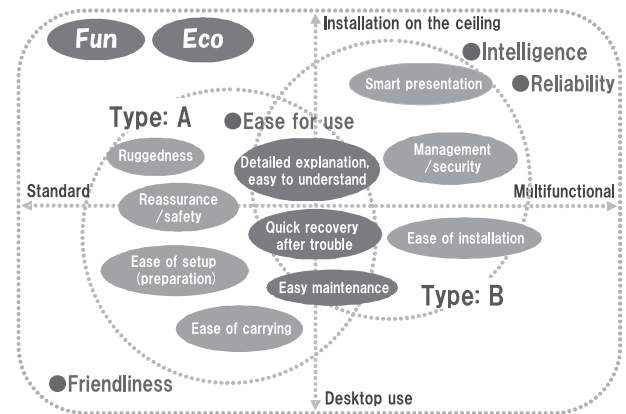 Fun
Eco
Installation on the ceiling
●Intelligence
Smart presentation
●Reliability
Type: A
●Ease for use
Ruggedness
Detailed explanation,
easy to understand
Management
/security
Standard
Multifunctional
Reassurance
/safety
Quick recovery
after trouble
Ease of installation
Ease of setup
(preparation)
Easy maintenance
Type: B
Ease of carrying
●Friendliness
Desktop use